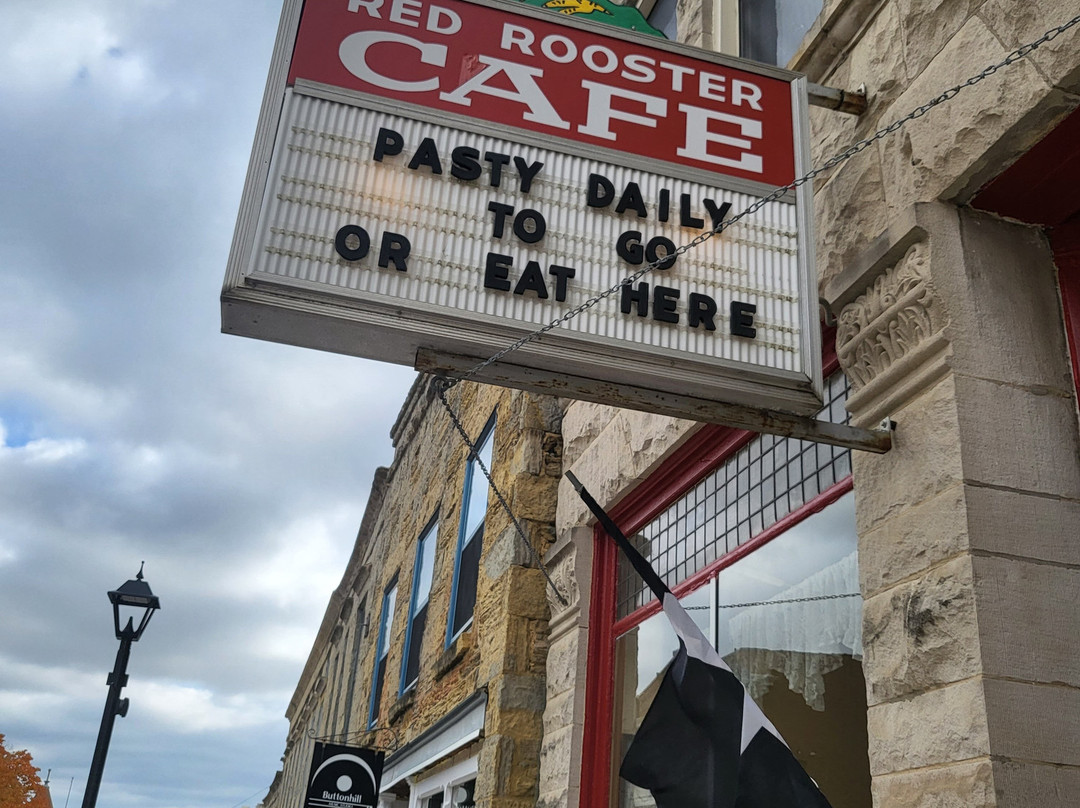 RED ROOSTER
CAFE
PASTY DAILY
TO GO
OR EAT HERE
Buttonhill